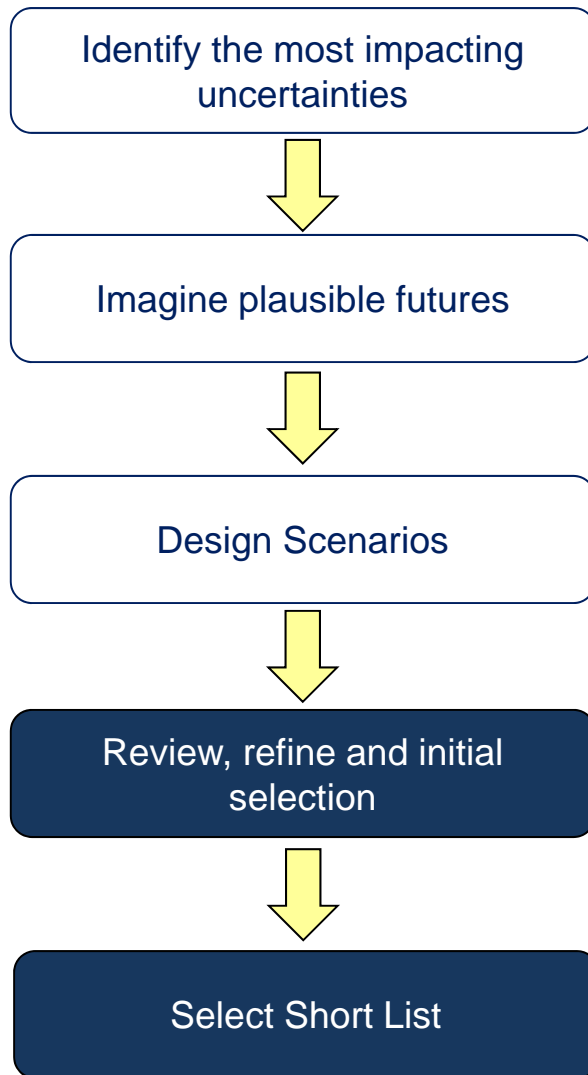 Identify the most impacting
uncertainties
Imagine plausible futures
Design Scenarios
Review, refine and initial
selection
Select Short List